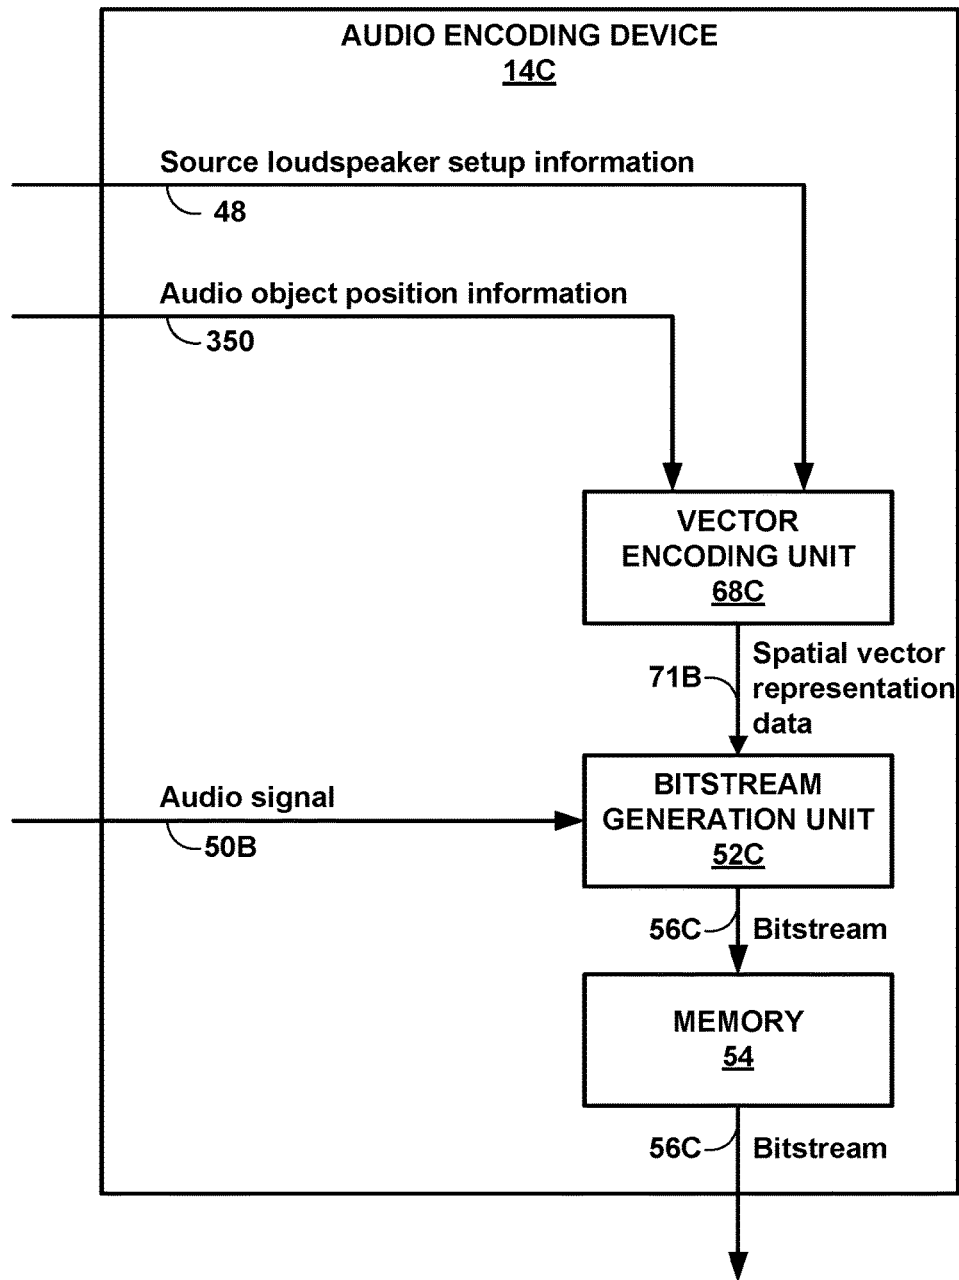 AUDIO ENCODING DEVICE
14C
Source loudspeaker setup information
48
Audio object position information
350
VECTOR
ENCODING UNIT
68C
71B
Spatial vector
representation
data
BITSTREAM
GENERATION UNIT
52C
Audio signal
50B
56C
Bitstream
MEMORY
54
56C
Bitstream